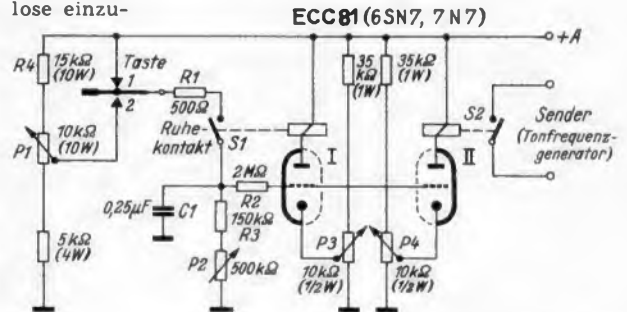 lose einzu-
ECC81 (6SN7, 7N7)
+A
R4
15kΩ
(10W)
Taste
1
2
R1
500Ω
35
kΩ
(1W)
35kΩ
(1W)
S2
Sender
(Tonfrequenz-
generator)
P1
10kΩ
(10W)
Ruhe-
kontakt
S1
I
II
2MΩ
R2
0,25µF
C1
150kΩ
R3
P2
500kΩ
5kΩ
(4W)
P3
P4
10kΩ
(1/2W)
10kΩ
(1/2W)